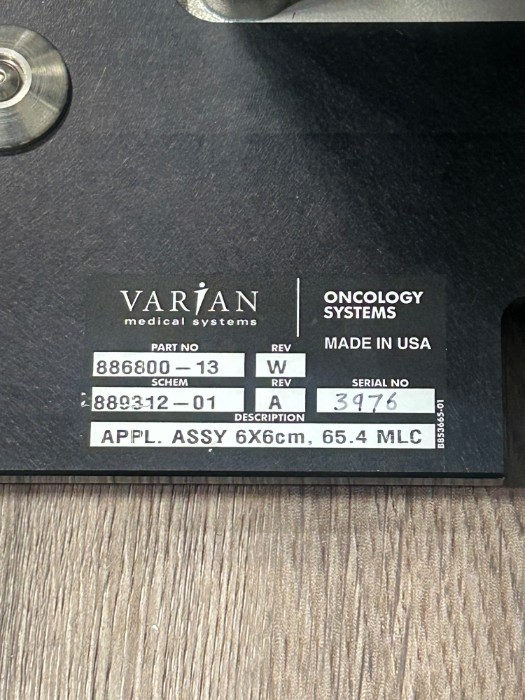 VARIAN
medical systems
ONCOLOGY
SYSTEMS
MADE IN USA
PART NO REV
886800-13 W
SCHEM REV SERIAL NO
889312-01 A 3976
DESCRIPTION
APPL. ASSY 6X6cm, 65.4 MLC
B853665-01